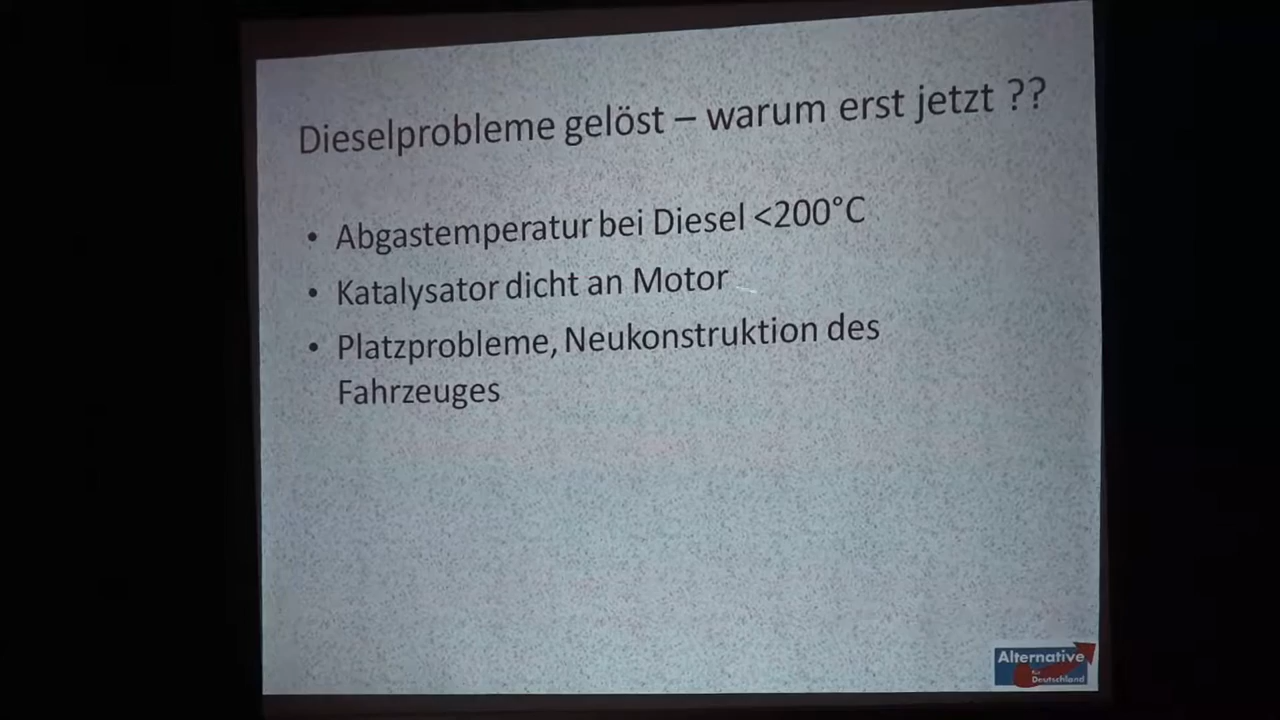 Dieselprobleme gelöst – warum erst jetzt ??
• Abgastemperatur bei Diesel <200°C
• Katalysator dicht an Motor
• Platzprobleme, Neukonstruktion des
Fahrzeuges
Alternative
für
Deutschland